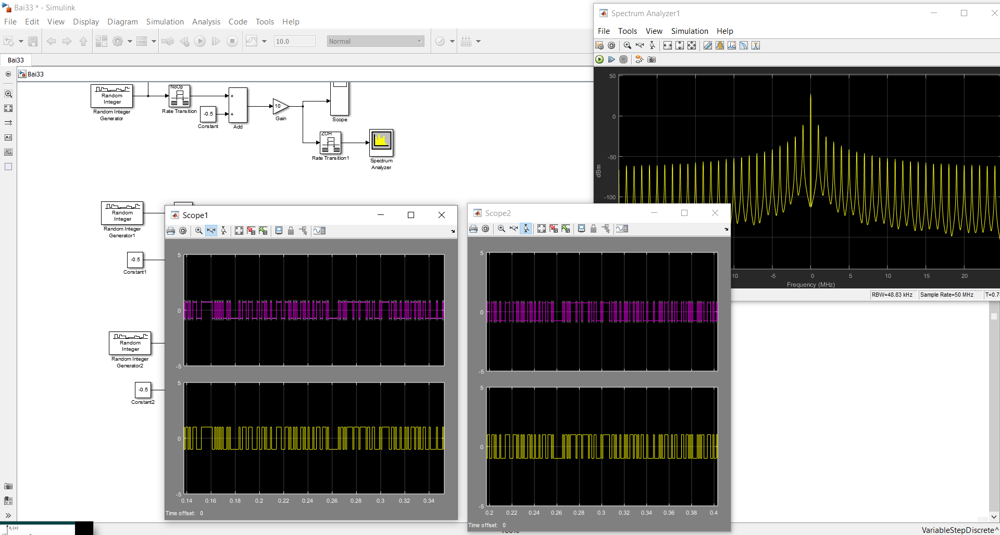 Bai33 * - Simulink
File Edit View Display Diagram Simulation Analysis Code Tools Help
10.0 Normal
Bai33
Bai33
Random
Integer
Random Integer
Generator
NoOp
Rate Transition
-0.5
Constant
+
+
Add
10
Gain
Scope
ZOH
Rate Transition1
Spectrum
Analyzer
Random
Integer
Random Integer
Generator1
-0.5
Constant1
Random
Integer
Random Integer
Generator2
-0.5
Constant2
Scope1
5
0
-5
5
0
-5
0.14 0.16 0.18 0.2 0.22 0.24 0.26 0.28 0.3 0.32 0.34
Time offset: 0
Scope2
5
0
-5
5
0
-5
0.2 0.22 0.24 0.26 0.28 0.3 0.32 0.34 0.36 0.38 0.4
Time offset: 0
Spectrum Analyzer1
File Tools View Simulation Help
50
0
-50
-100
dBm
10 -5 0 5 10 15 20
Frequency (MHz)
RBW=48.83 kHz Sample Rate=50 MHz T=0.7
100%
VariableStepDiscrete^